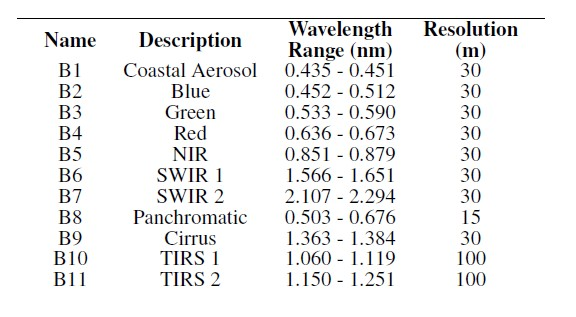 Name Description Wavelength Range (nm) Resolution (m)
B1 Coastal Aerosol 0.435 - 0.451 30
B2 Blue 0.452 - 0.512 30
B3 Green 0.533 - 0.590 30
B4 Red 0.636 - 0.673 30
B5 NIR 0.851 - 0.879 30
B6 SWIR 1 1.566 - 1.651 30
B7 SWIR 2 2.107 - 2.294 30
B8 Panchromatic 0.503 - 0.676 15
B9 Cirrus 1.363 - 1.384 30
B10 TIRS 1 1.060 - 1.119 100
B11 TIRS 2 1.150 - 1.251 100